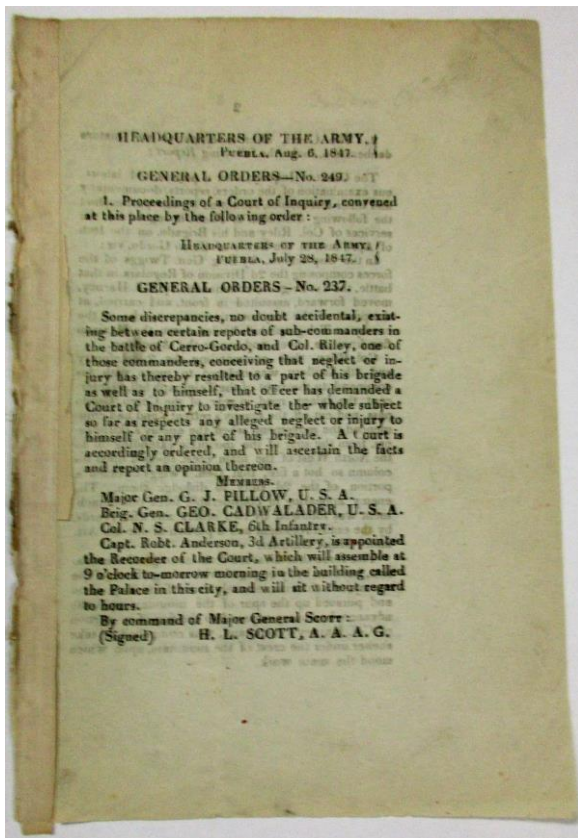 HEADQUARTERS OF THE ARMY,
PUEBLA, Aug. 6, 1847.
GENERAL ORDERS—No. 249.
1. Proceedings of a Court of Inquiry, convened
at this place by the following order:
HEADQUARTERS OF THE ARMY,
PUEBLA, July 28, 1847.
GENERAL ORDERS—No. 237.
Some discrepancies, no doubt accidental, exist-
ing between certain reports of sub-commanders in
the battle of Cerro-Gordo, and Col. Riley, one of
those commanders, conceiving that neglect or in-
jury has thereby resulted to a part of his brigade
as well as to himself, that officer has demanded a
Court of Inquiry to investigate the whole subject
so far as respects any alleged neglect or injury to
himself or any part of his brigade. A Court is
accordingly ordered, and will ascertain the facts
and report an opinion thereon.
MEMBERS.
Major Gen. G. J. PILLOW, U. S. A.
Brig. Gen. GEO. CADWALADER, U. S. A.
Col. N. S. CLARKE, 6th Infantry.
Capt. Robt. Anderson, 3d Artillery, is appointed
the Recorder of the Court, which will assemble at
9 o'clock to-morrow morning in the building called
the Palace in this city, and will sit without regard
to hours.
By command of Major General Scott:
(Signed) H. L. SCOTT, A. A. A. G.